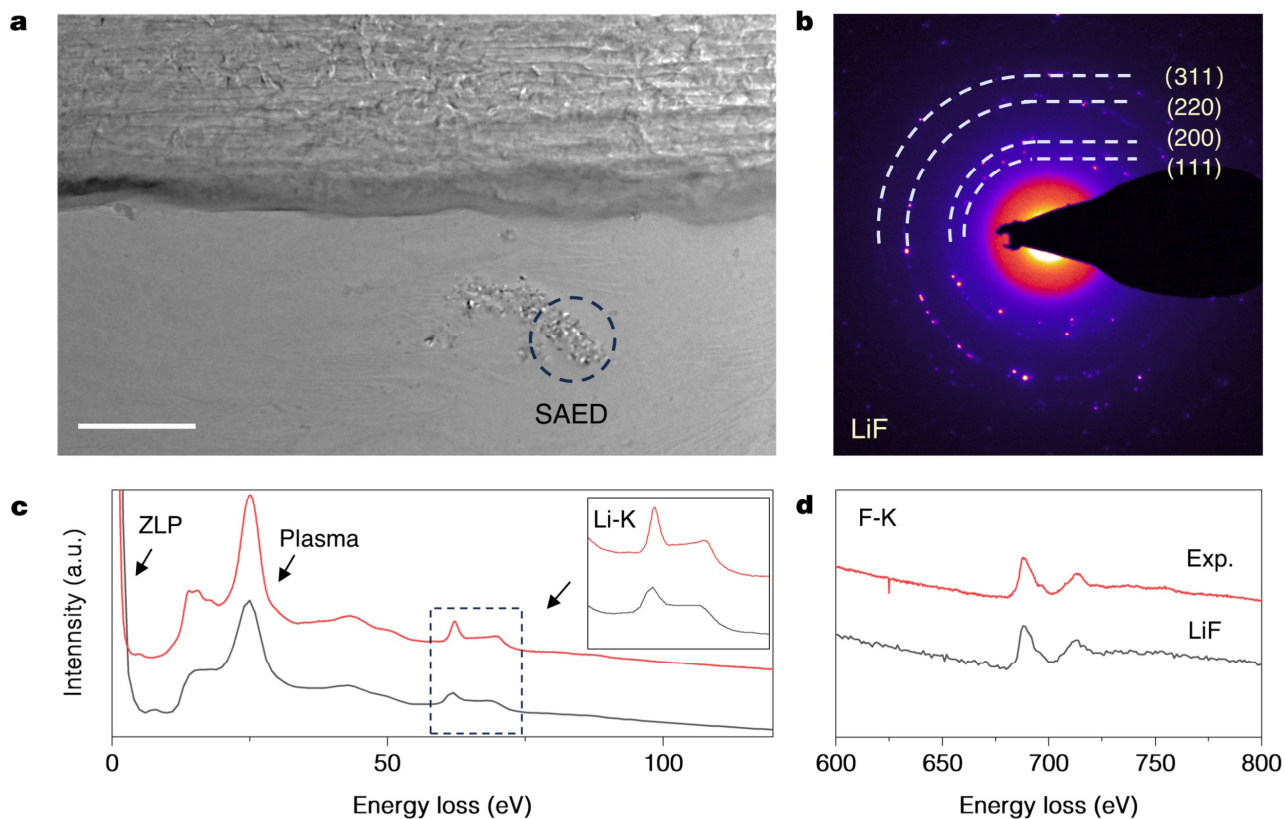 a
SAED
b
(311)
(220)
(200)
(111)
LiF
c
ZLP
Plasma
Li-K
Intensity (a.u.)
0
50
100
Energy loss (eV)
d
F-K
Exp.
LiF
600
650
700
750
800
Energy loss (eV)